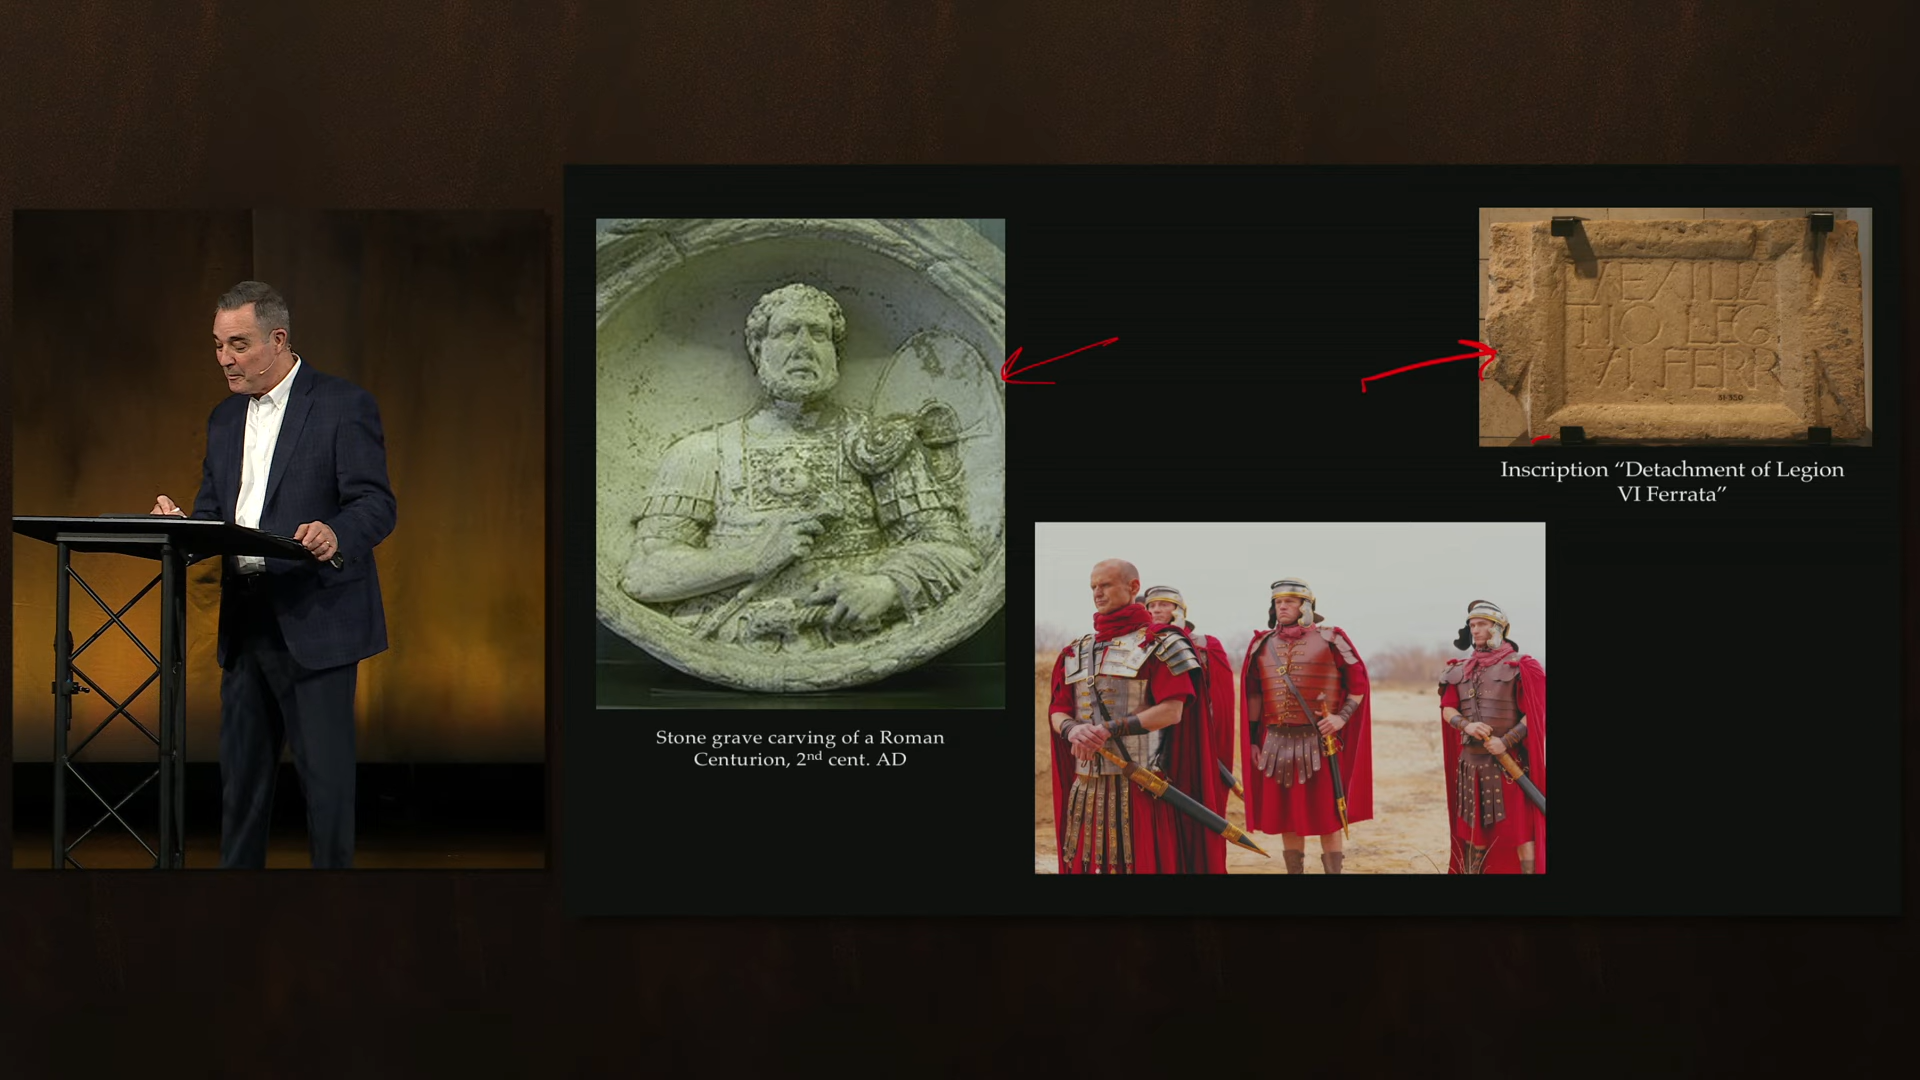 Stone grave carving of a Roman
Centurion, 2nd cent. AD
VEXILLA
TIO LEG
VI FERR
Inscription “Detachment of Legion
VI Ferrata”